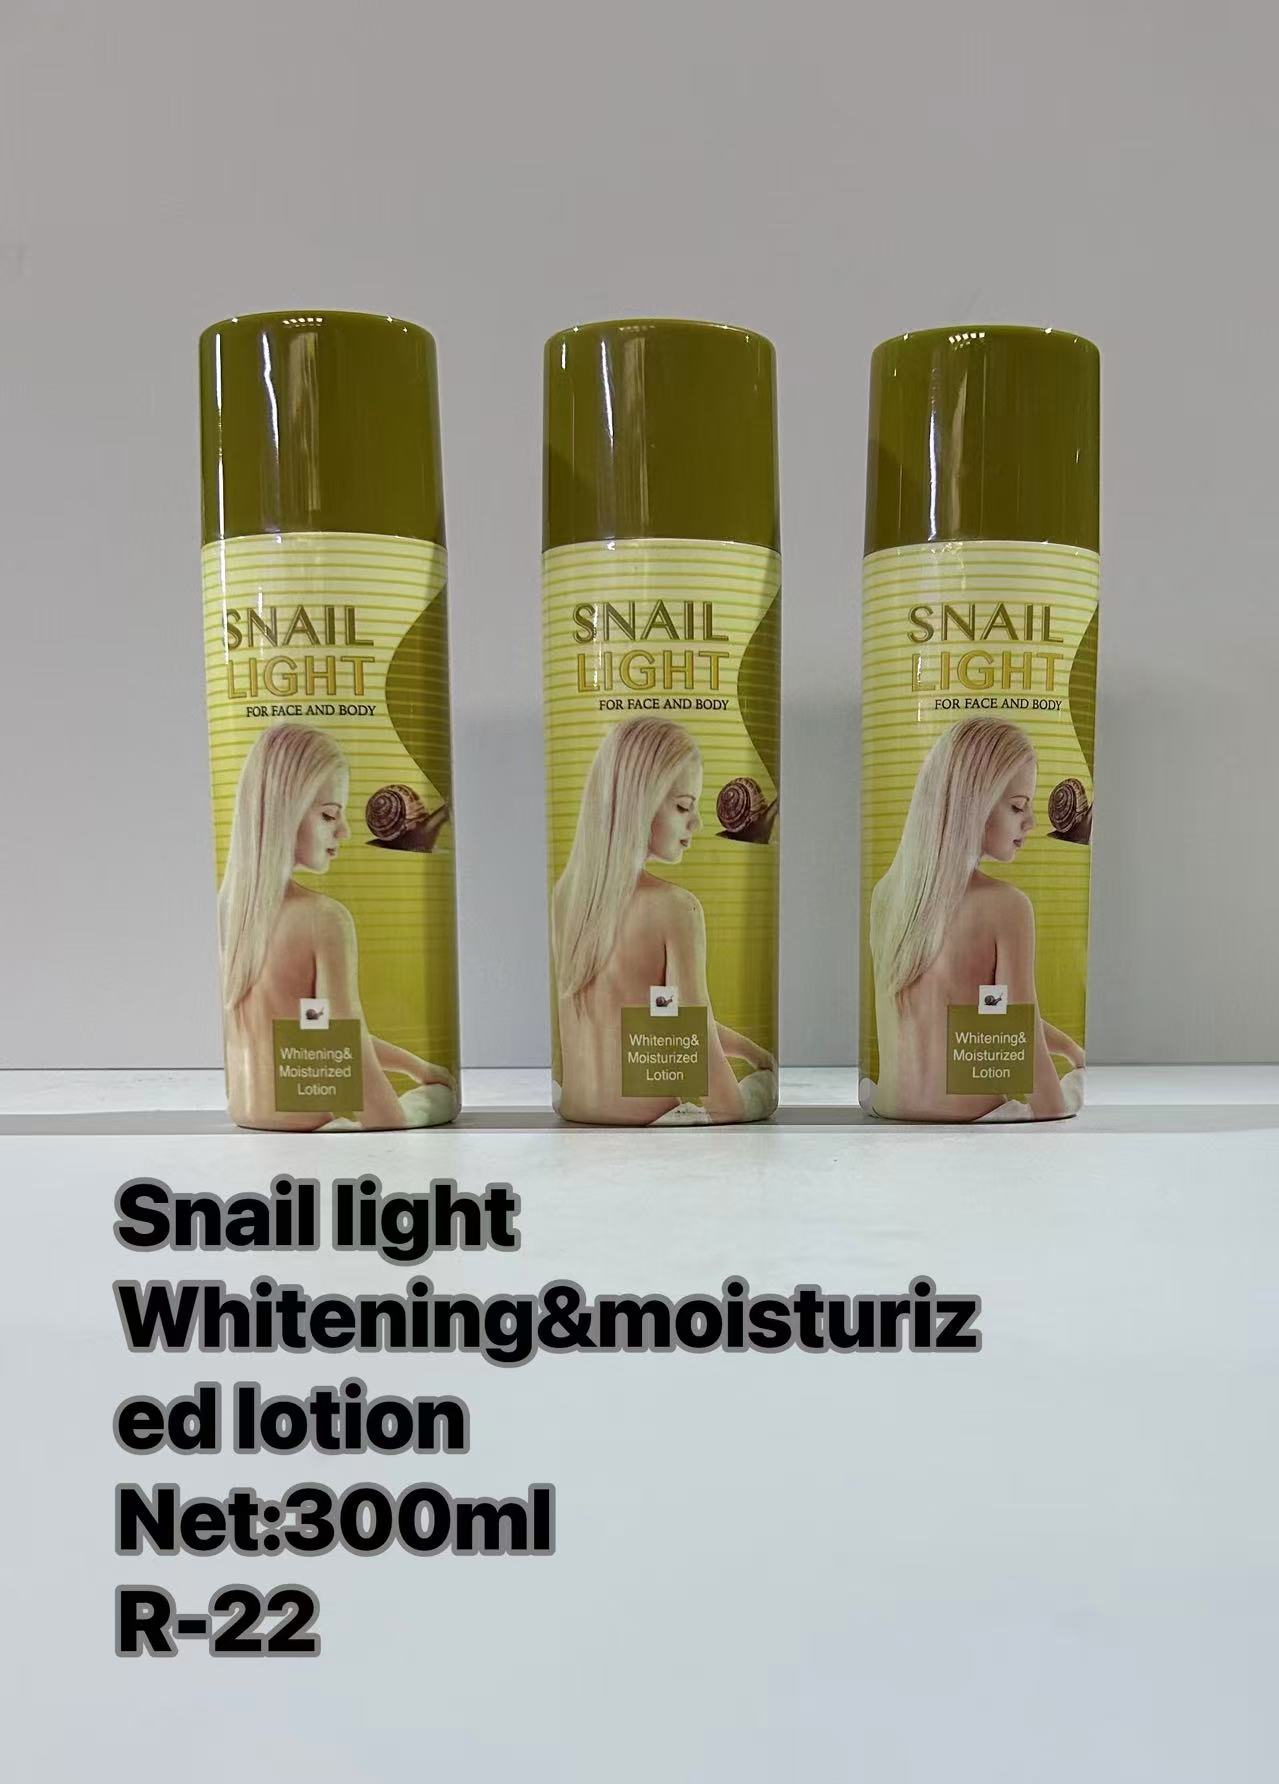 SNAIL
LIGHT
FOR FACE AND BODY
Whitening&
Moisturized
Lotion
SNAIL
LIGHT
FOR FACE AND BODY
Whitening&
Moisturized
Lotion
SNAIL
LIGHT
FOR FACE AND BODY
Whitening&
Moisturized
Lotion
Snail light
Whitening&moisturiz
ed lotion
Net:300ml
R-22